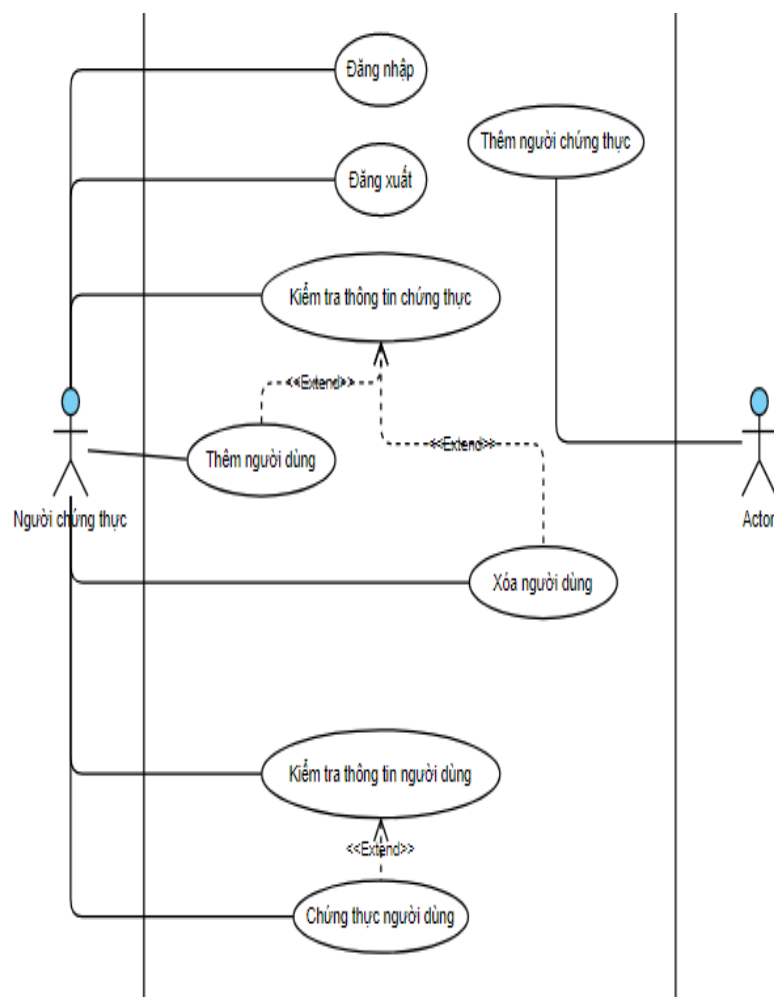 Đăng nhập
Thêm người chứng thực
Đăng xuất
Kiểm tra thông tin chứng thực
<<Extend>>
<<Extend>>
Thêm người dùng
Người chứng thực
Actor
Xóa người dùng
Kiểm tra thông tin người dùng
<<Extend>>
Chứng thực người dùng